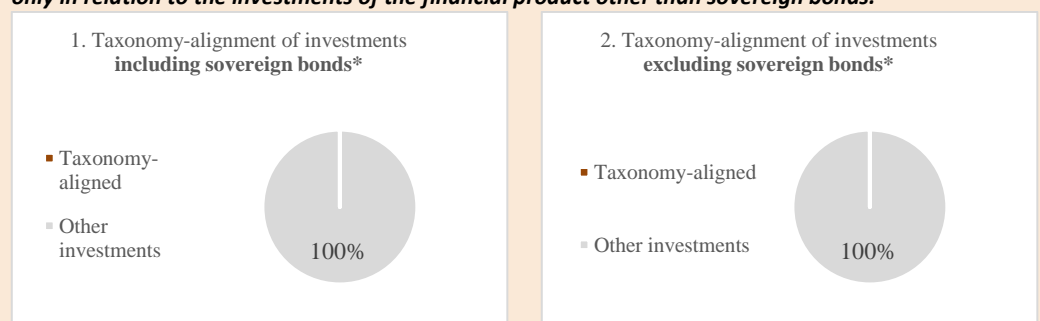 only in relation to the investments of the financial product other than sovereign bonds.
1. Taxonomy-alignment of investments
including sovereign bonds*
Taxonomy-
aligned
Other
investments
100%
2. Taxonomy-alignment of investments
excluding sovereign bonds*
Taxonomy-aligned
Other investments
100%